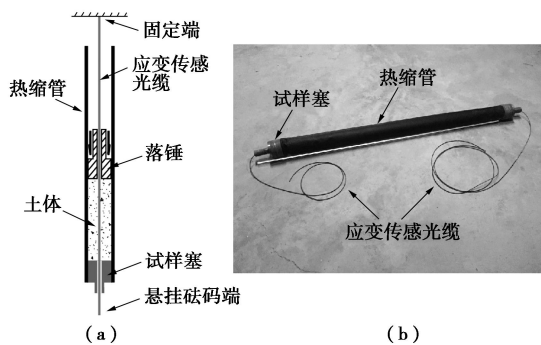 固定端
应变传感
光缆
热缩管
落锤
土体
试样塞
悬挂砝码端
(a)
热缩管
试样塞
应变传感光缆
(b)